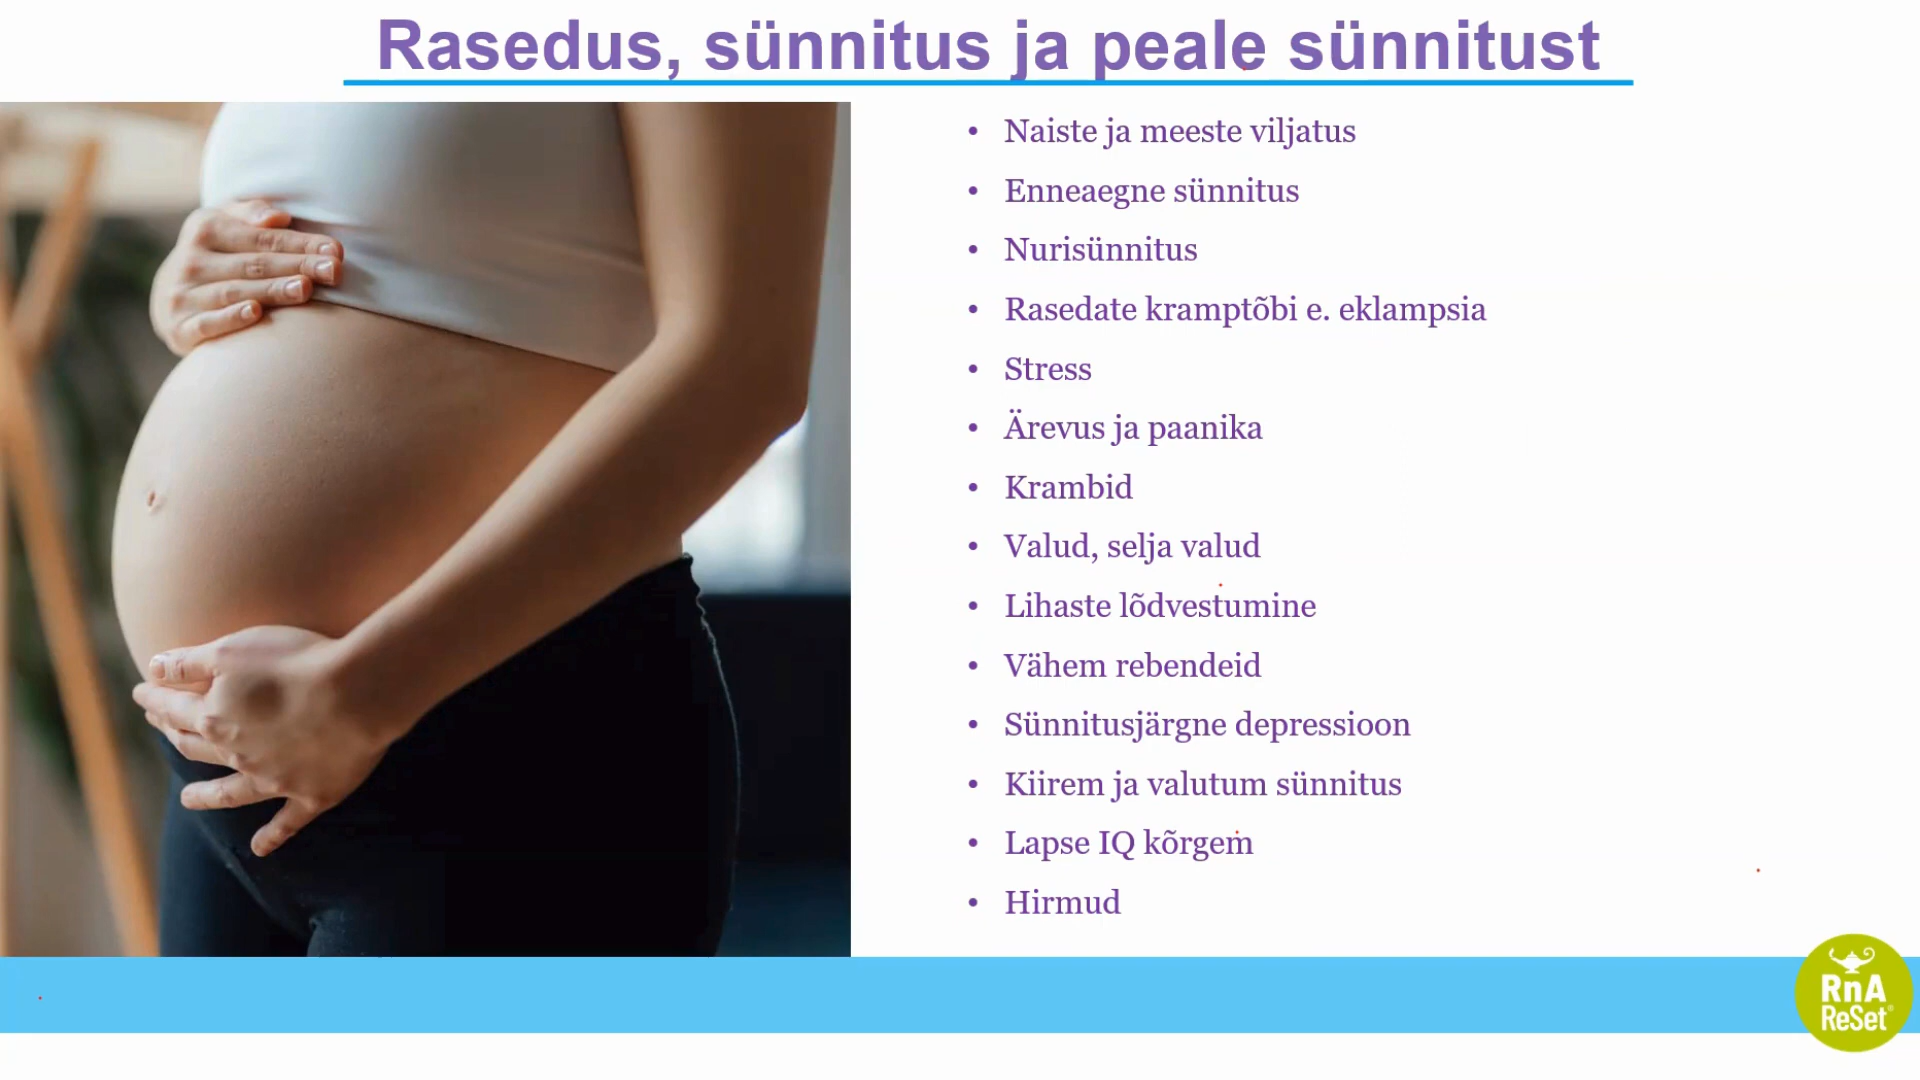 Rasedus, sünnitus ja peale sünnitust
• Naiste ja meeste viljatus
• Enneaegne sünnitus
• Nurisünnitus
• Rasedate kramptõbi e. eklampsia
• Stress
• Ärevus ja paanika
• Krambid
• Valud, selja valud
• Lihaste lõdvestumine
• Vähem rebendeid
• Sünnitusjärgne depressioon
• Kiirem ja valutum sünnitus
• Lapse IQ kõrgem
• Hirmud
RnA
ReSet®